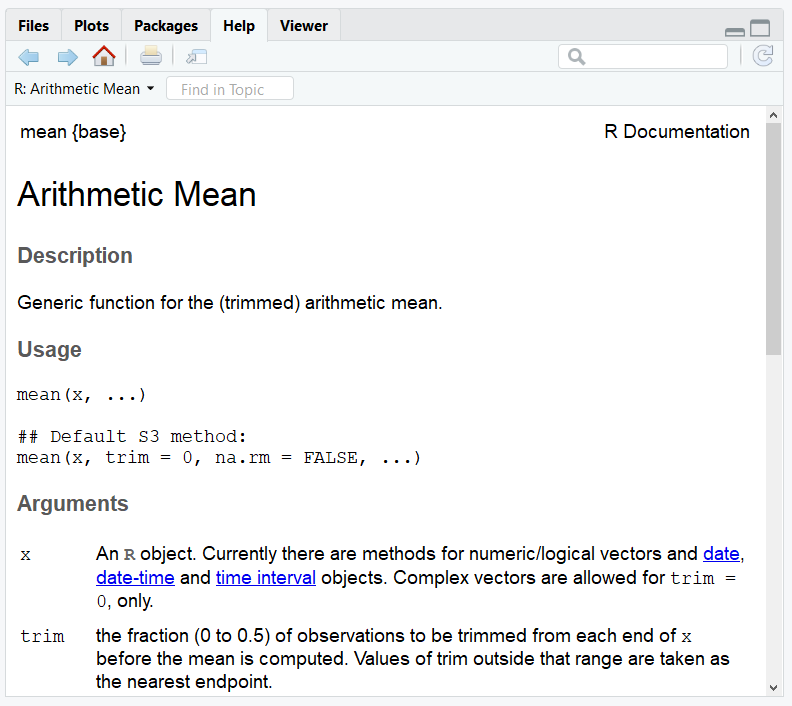 Files Plots Packages Help Viewer
R: Arithmetic Mean Find in Topic
mean {base} R Documentation
Arithmetic Mean
Description
Generic function for the (trimmed) arithmetic mean.
Usage
mean(x, ...)
## Default S3 method:
mean(x, trim = 0, na.rm = FALSE, ...)
Arguments
x An R object. Currently there are methods for numeric/logical vectors and date,
date-time and time interval objects. Complex vectors are allowed for trim =
0, only.
trim the fraction (0 to 0.5) of observations to be trimmed from each end of x
before the mean is computed. Values of trim outside that range are taken as
the nearest endpoint.